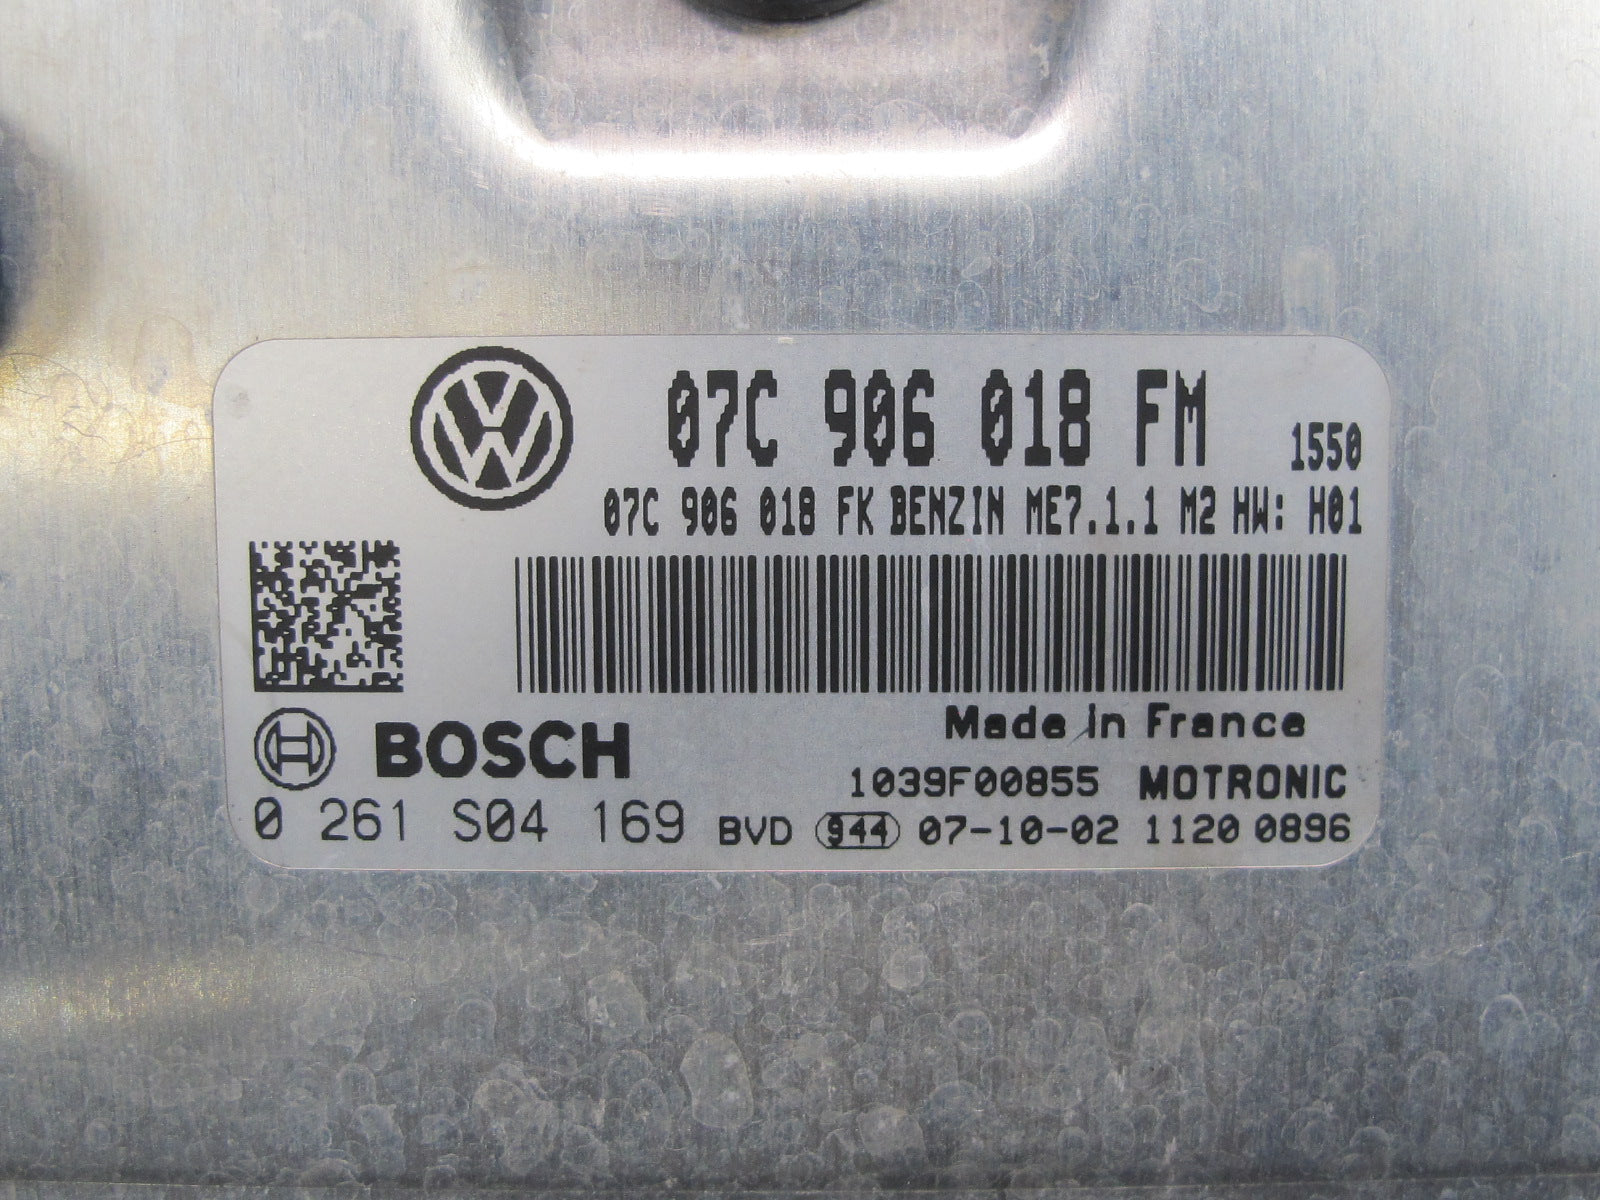 07C 906 018 FM 1550
07C 906 018 FK BENZIN ME7.1.1 M2 HW: H01
Made in France
BOSCH
1039F00855 MOTRONIC
0 261 S04 169 BVD 944 07-10-02 1120 0896